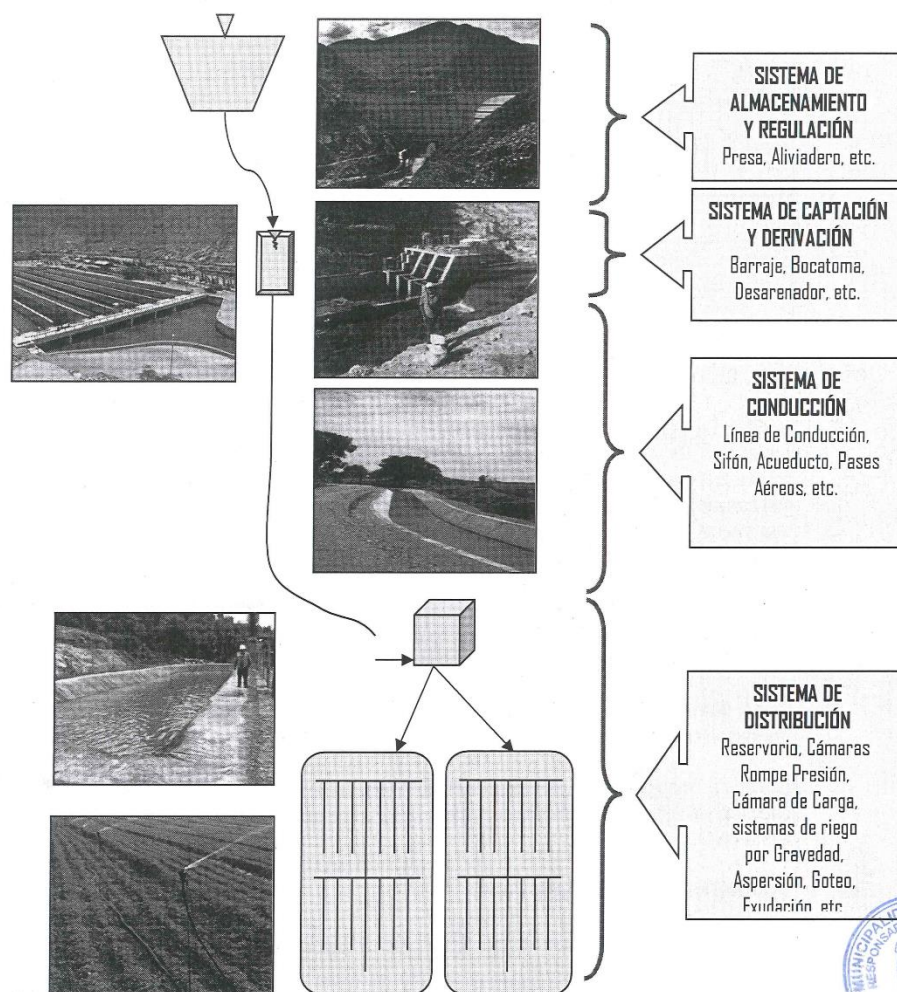 SISTEMA DE
ALMACENAMIENTO
Y REGULACIÓN
Presa, Aliviadero, etc.
SISTEMA DE CAPTACIÓN
Y DERIVACIÓN
Barraje, Bocatoma,
Desarenador, etc.
SISTEMA DE
CONDUCCIÓN
Línea de Conducción,
Sifón, Acueducto, Pases
Aéreos, etc.
SISTEMA DE
DISTRIBUCIÓN
Reservorio, Cámaras
Rompe Presión,
Cámara de Carga,
sistemas de riego
por Gravedad,
Aspersión, Goteo,
Exudación, etc